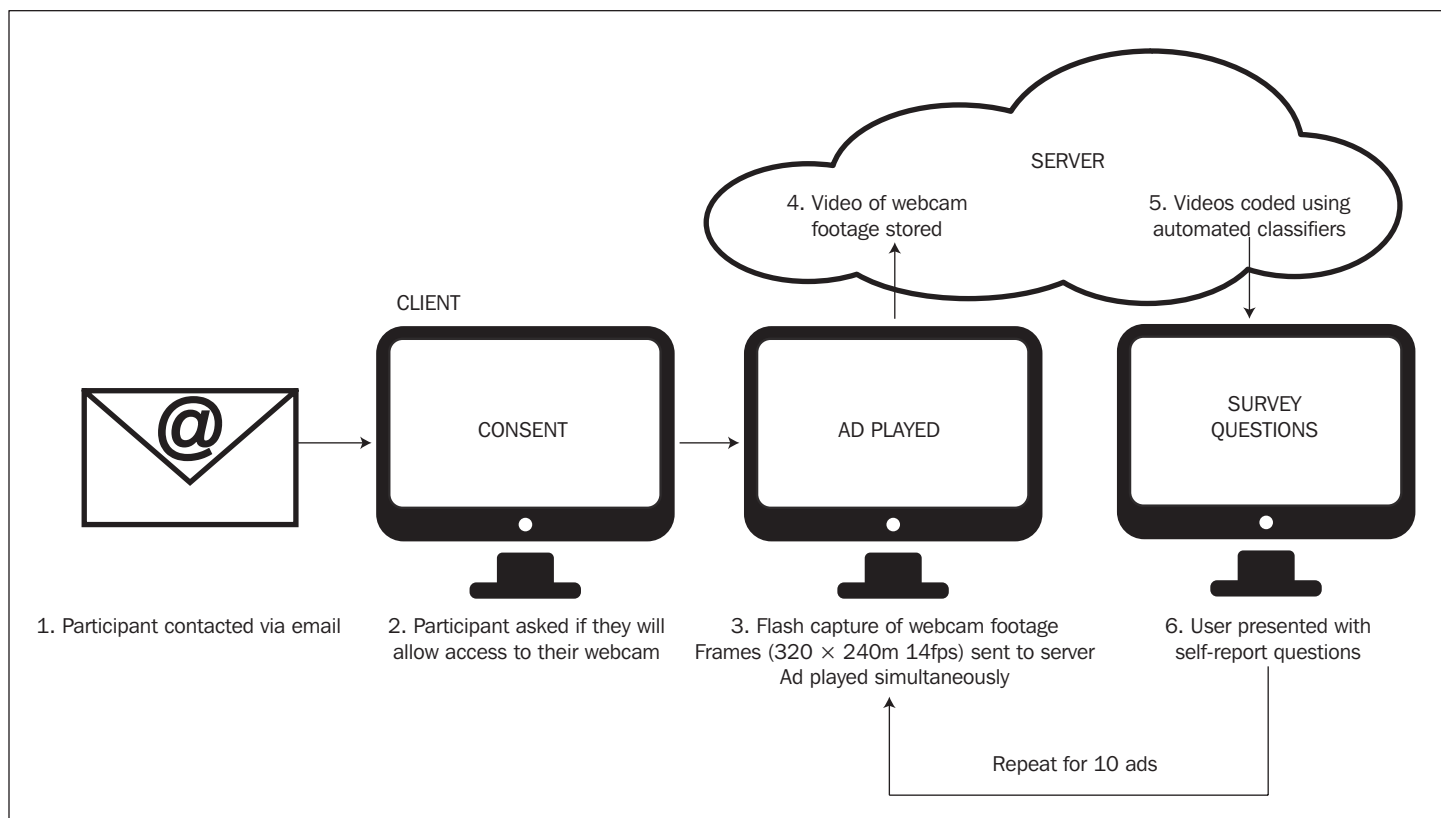 SERVER
4. Video of webcam
footage stored
5. Videos coded using
automated classifiers
CLIENT
@
CONSENT
AD PLAYED
SURVEY
QUESTIONS
1. Participant contacted via email
2. Participant asked if they will
allow access to their webcam
3. Flash capture of webcam footage
Frames (320 × 240m 14fps) sent to server
Ad played simultaneously
6. User presented with
self-report questions
Repeat for 10 ads